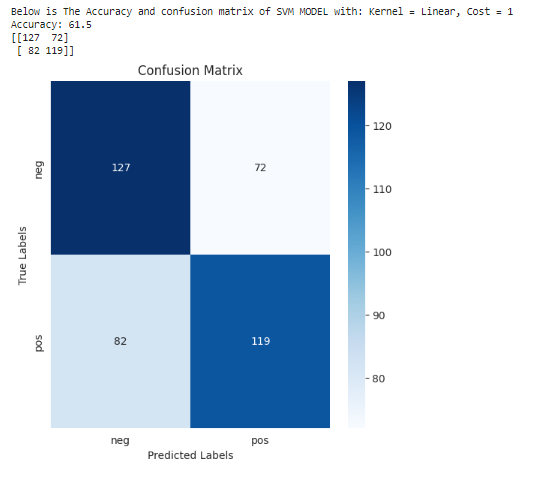 Below is The Accuracy and confusion matrix of SVM MODEL with: Kernel = Linear, Cost = 1
Accuracy: 61.5
[[127  72]
 [ 82 119]]
Confusion Matrix
True Labels
neg
pos
127
72
82
119
neg
pos
Predicted Labels
120
110
100
90
80